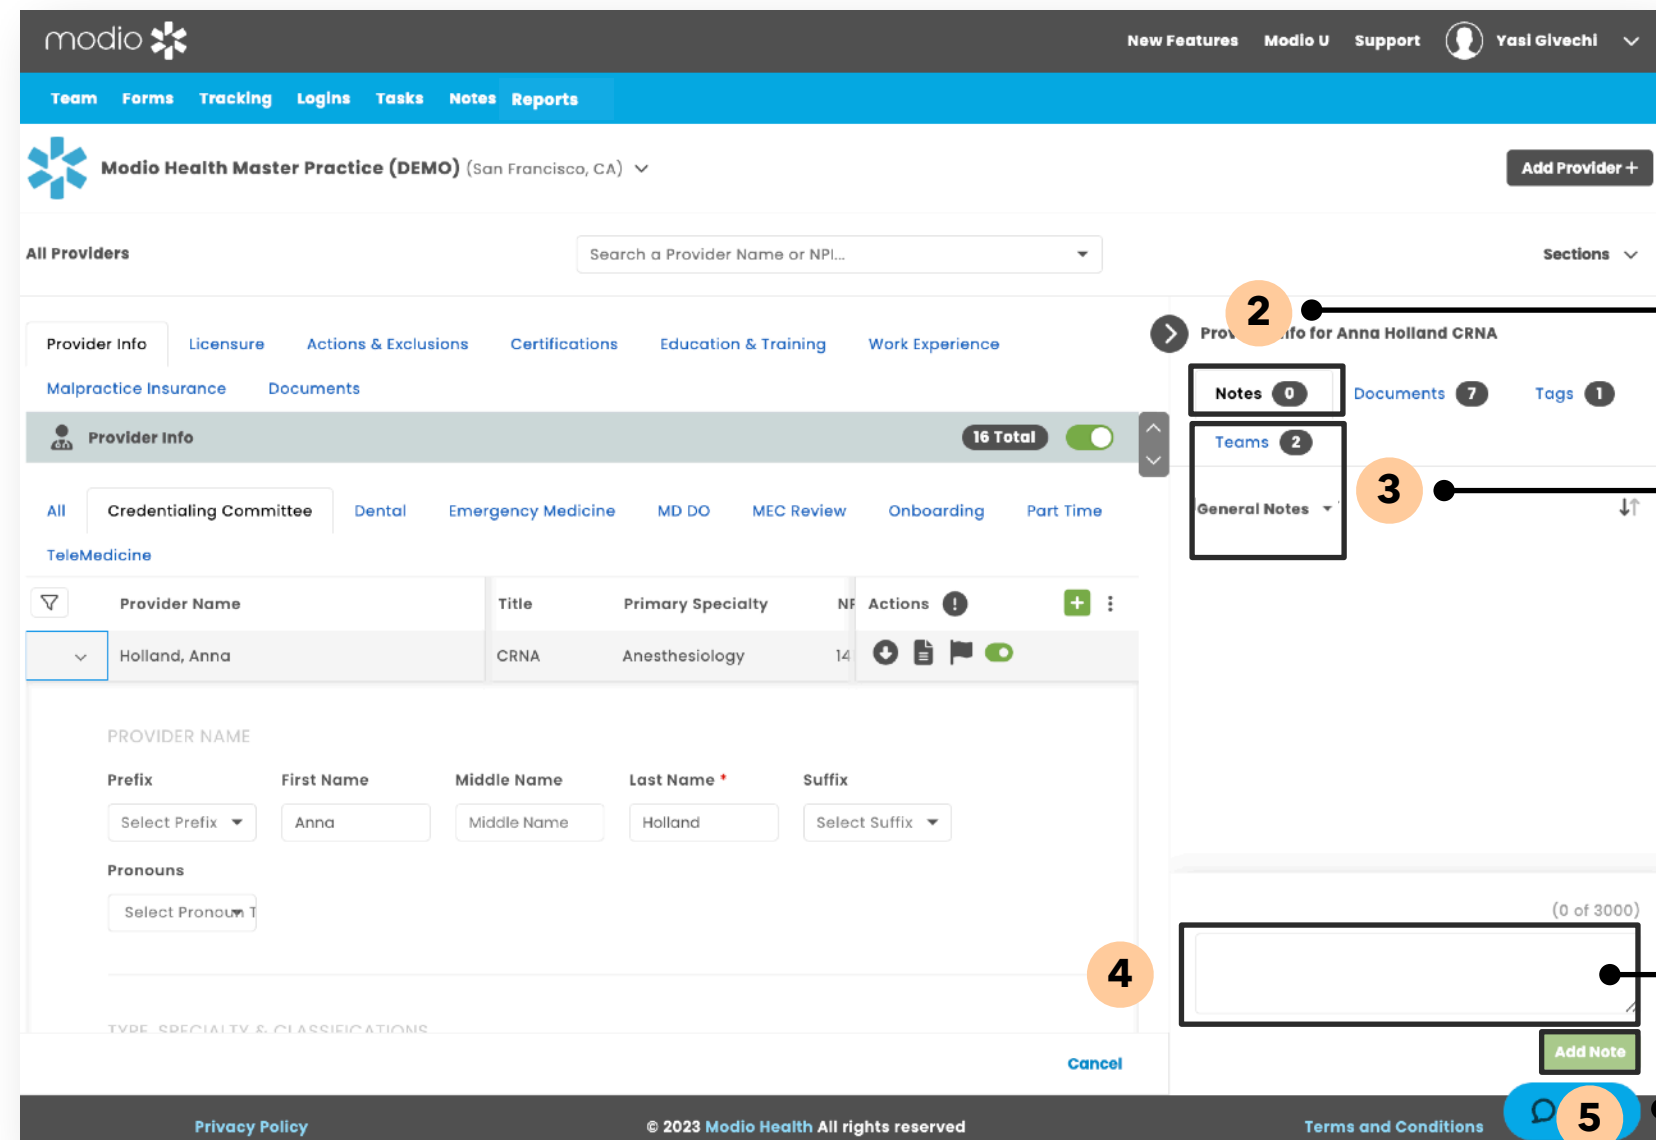 modio
New Features Modio U Support Yasi Givechi
Team Forms Tracking Logins Tasks Notes Reports
Modio Health Master Practice (DEMO) (San Francisco, CA)
Add Provider +
All Providers
Search a Provider Name or NPI...
Sections
2
Provider Info Licensure Actions & Exclusions Certifications Education & Training Work Experience
Malpractice Insurance Documents
for Anna Holland CRNA
Notes 0 Documents 7 Tags 1
Teams 2
Provider Info
16 Total
3
General Notes
All Credentialing Committee Dental Emergency Medicine MD DO MEC Review Onboarding Part Time
TeleMedicine
Provider Name Title Primary Specialty Actions
Holland, Anna CRNA Anesthesiology 14
PROVIDER NAME
Prefix First Name Middle Name Last Name * Suffix
Select Prefix Anna Middle Name Holland Select Suffix
Pronouns
Select Pronoun T
(0 of 3000)
4
TYPE, SPECIALTY & CLASSIFICATIONS
Cancel
Add Note
5
Privacy Policy © 2023 Modio Health All rights reserved Terms and Conditions